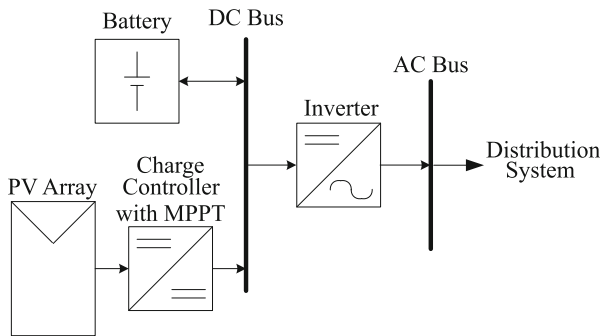 DC Bus
Battery
AC Bus
Inverter
Distribution
System
Charge
Controller
with MPPT
PV Array